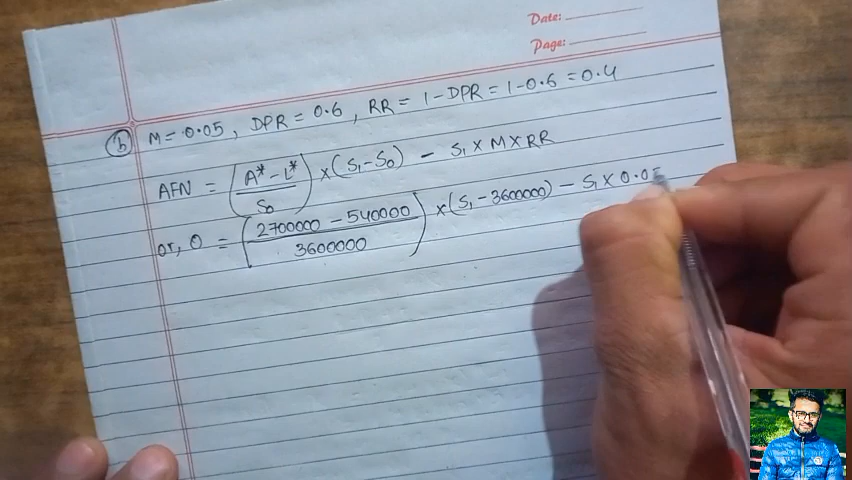 Date:
Page:
(b) M = 0.05, DPR = 0.6, RR = 1-DPR = 1-0.6 = 0.4
AFN = (A* - L* / S0) × (S1 - S0) - S1 × M × RR
or, 0 = (2700000 - 540000 / 3600000) × (S1 - 3600000) - S1 × 0.05